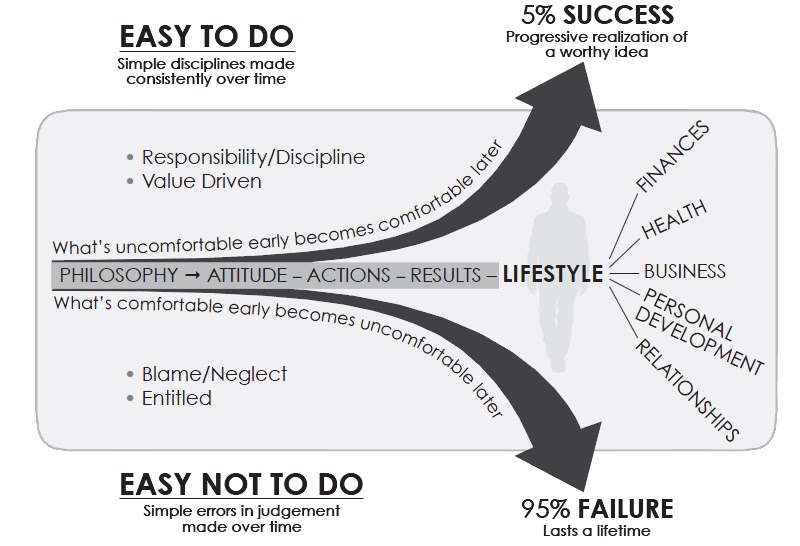 EASY TO DO
Simple disciplines made
consistently over time
5% SUCCESS
Progressive realization of
a worthy idea
• Responsibility/Discipline
• Value Driven
What's uncomfortable early becomes comfortable later
PHILOSOPHY → ATTITUDE – ACTIONS – RESULTS – LIFESTYLE
What's comfortable early becomes uncomfortable later
FINANCES
HEALTH
BUSINESS
PERSONAL
DEVELOPMENT
RELATIONSHIPS
• Blame/Neglect
• Entitled
EASY NOT TO DO
Simple errors in judgement
made over time
95% FAILURE
Lasts a lifetime